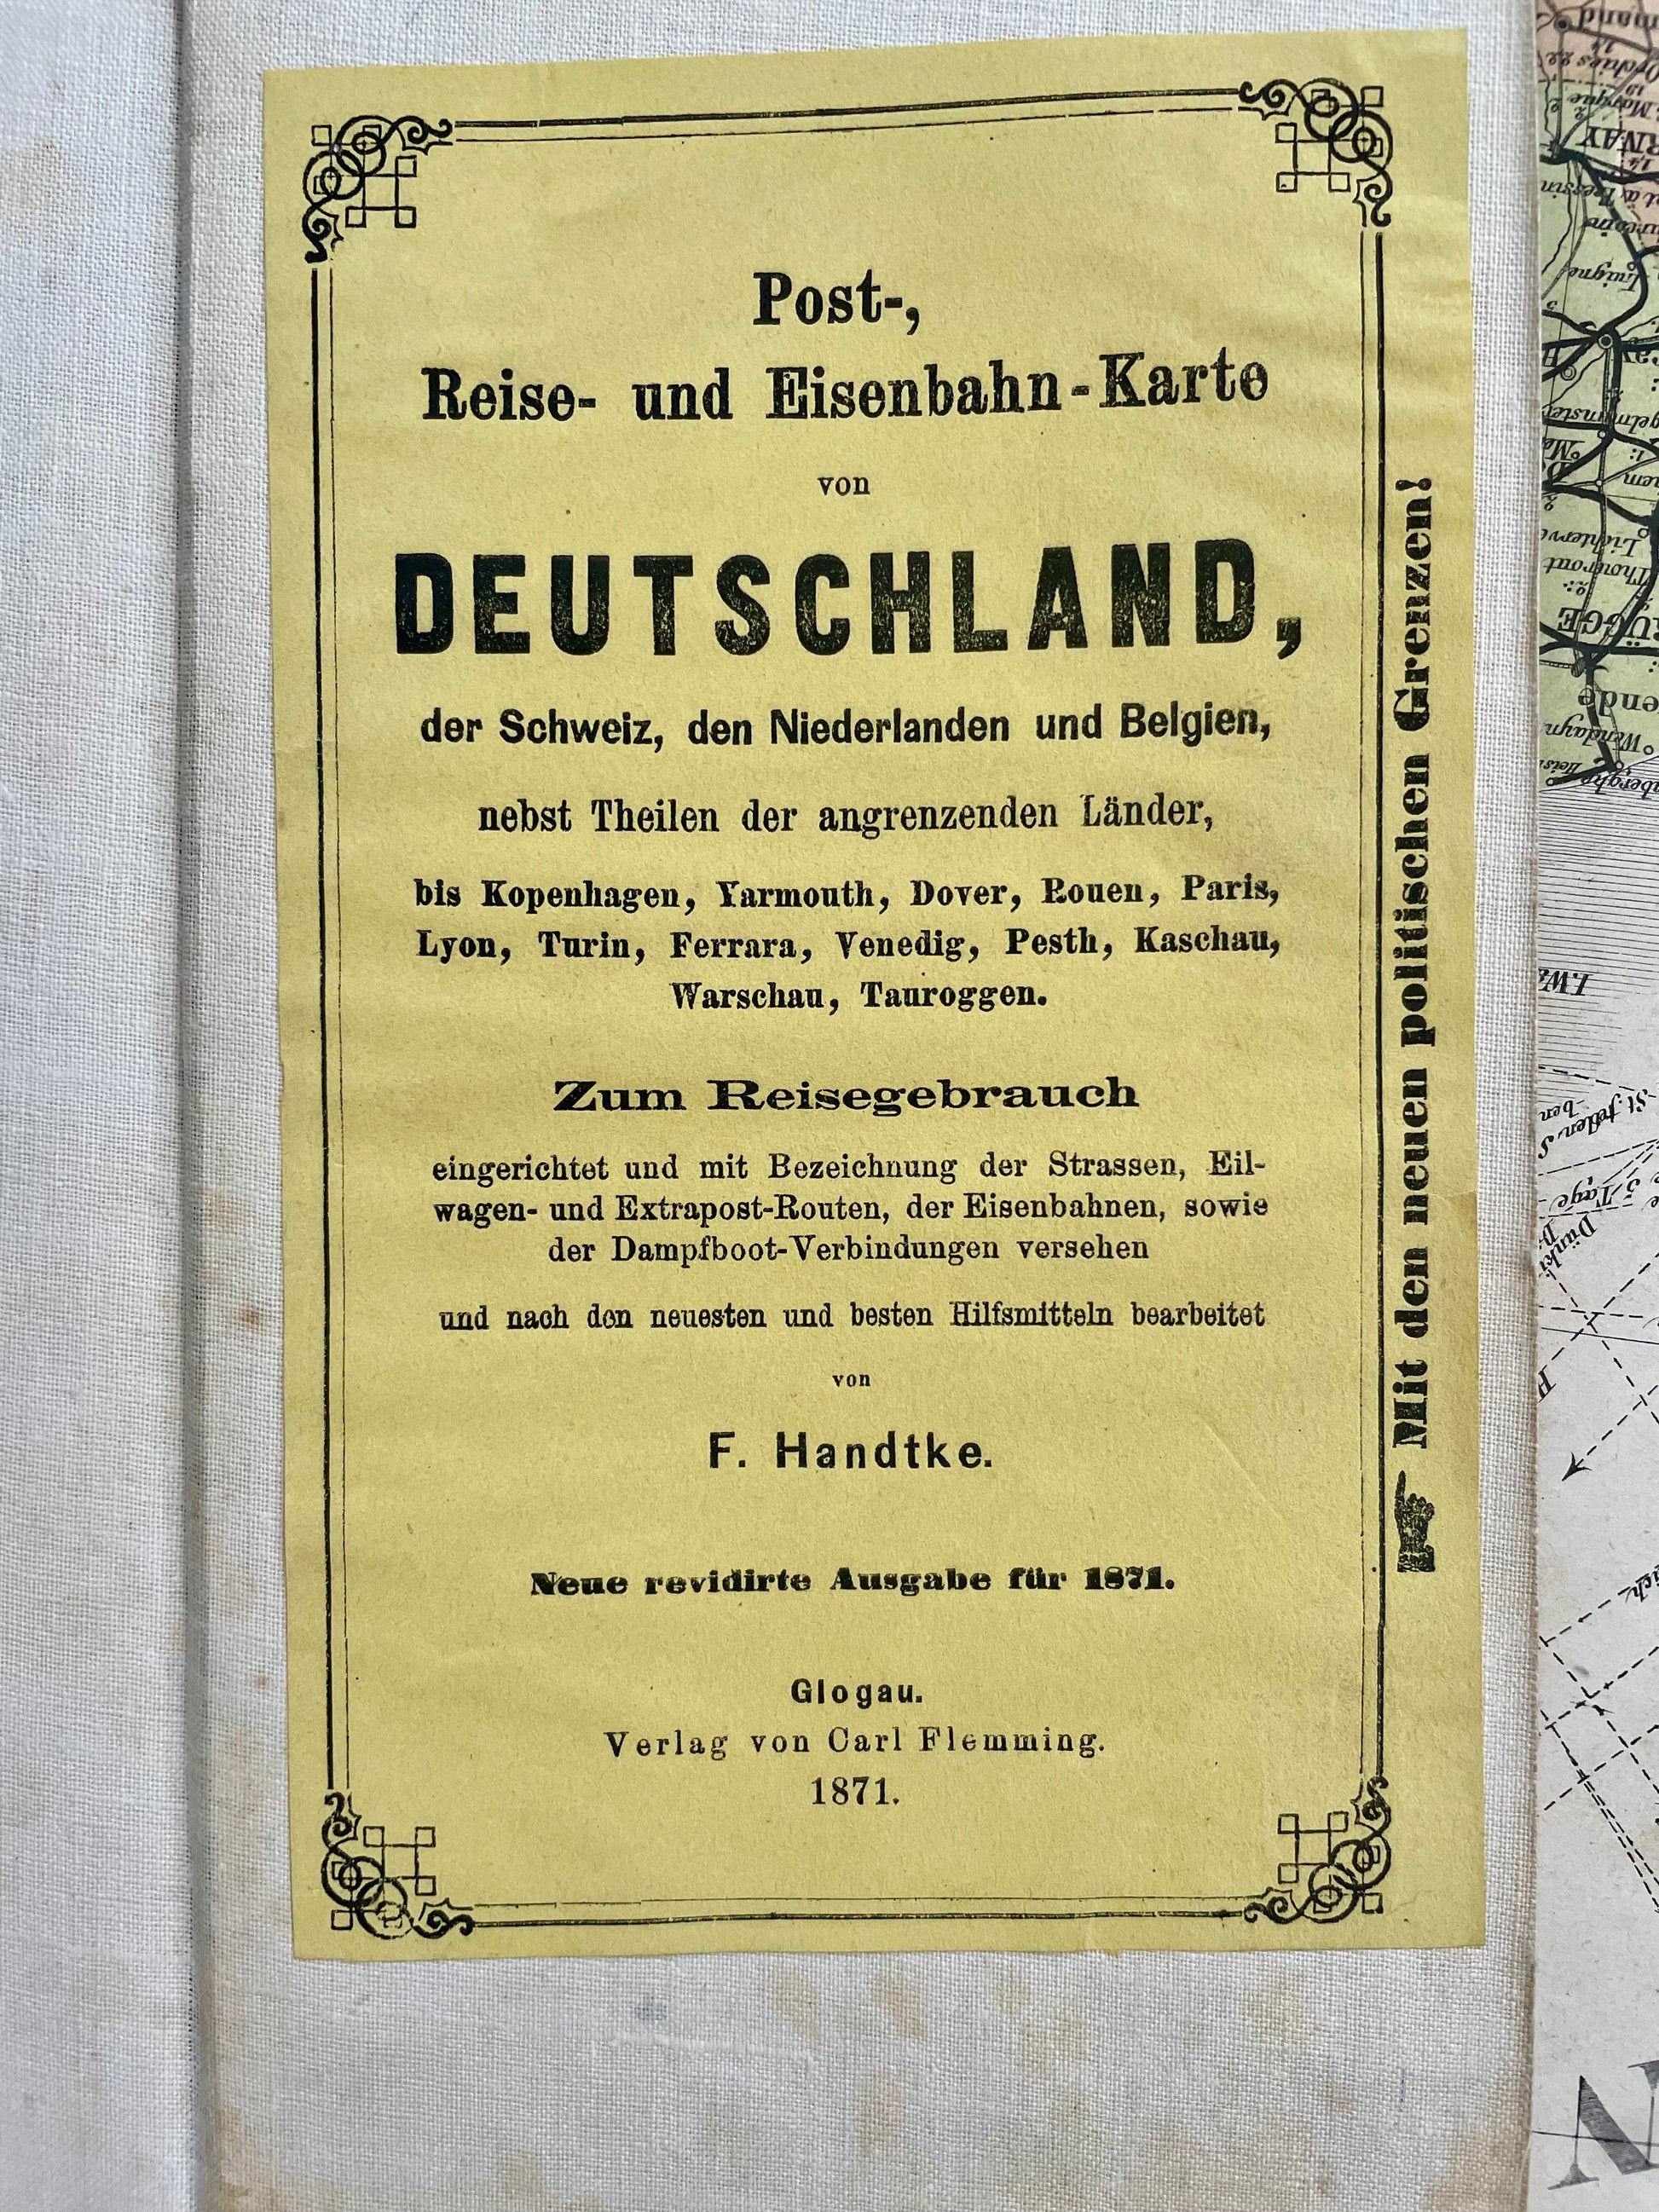 Post-,
Reise- und Eisenbahn-Karte
von
DEUTSCHLAND,
der Schweiz, den Niederlanden und Belgien,
nebst Theilen der angrenzenden Länder,
bis Kopenhagen, Yarmouth, Dover, Rouen, Paris,
Lyon, Turin, Ferrara, Venedig, Pesth, Kaschau,
Warschau, Tauroggen.
Zum Reisegebrauch
eingerichtet und mit Bezeichnung der Strassen, Eil-
wagen- und Extrapost-Routen, der Eisenbahnen, sowie
der Dampfboot-Verbindungen versehen
und nach den neuesten und besten Hilfsmitteln bearbeitet
von
F. Handtke.
Neue revidirte Ausgabe für 1871.
Glogau.
Verlag von Carl Flemming.
1871.
Mit den neuen politischen Grenzen!
Thourout
N